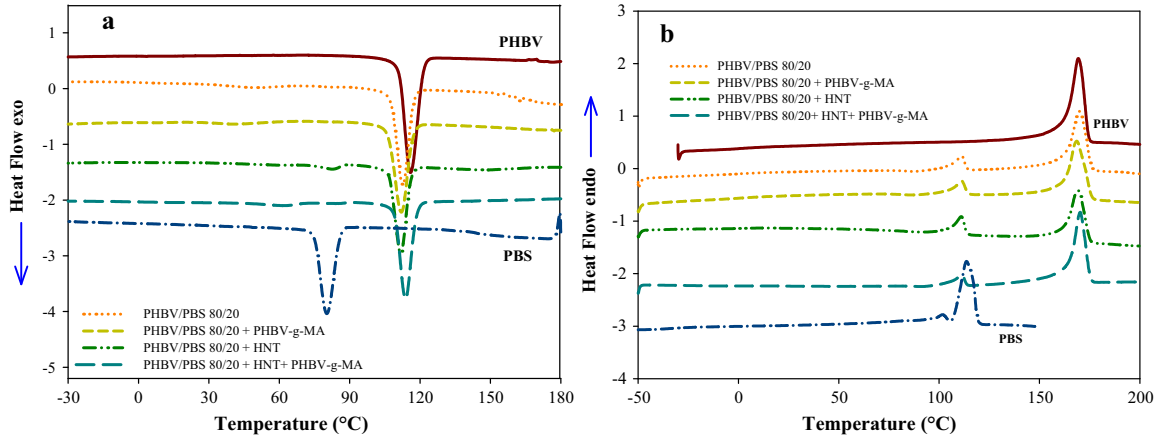 a
1
0
-1
-2
-3
-4
-5
Heat Flow exo
PHBV
PBS
PHBV/PBS 80/20
PHBV/PBS 80/20 + PHBV-g-MA
PHBV/PBS 80/20 + HNT
PHBV/PBS 80/20 + HNT+ PHBV-g-MA
-30 0 30 60 90 120 150 180
Temperature (°C)
b
3
2
1
0
-1
-2
-3
-4
Heat Flow endo
PHBV/PBS 80/20
PHBV/PBS 80/20 + PHBV-g-MA
PHBV/PBS 80/20 + HNT
PHBV/PBS 80/20+ HNT+ PHBV-g-MA
PHBV
PBS
-50 0 50 100 150 200
Temperature (°C)